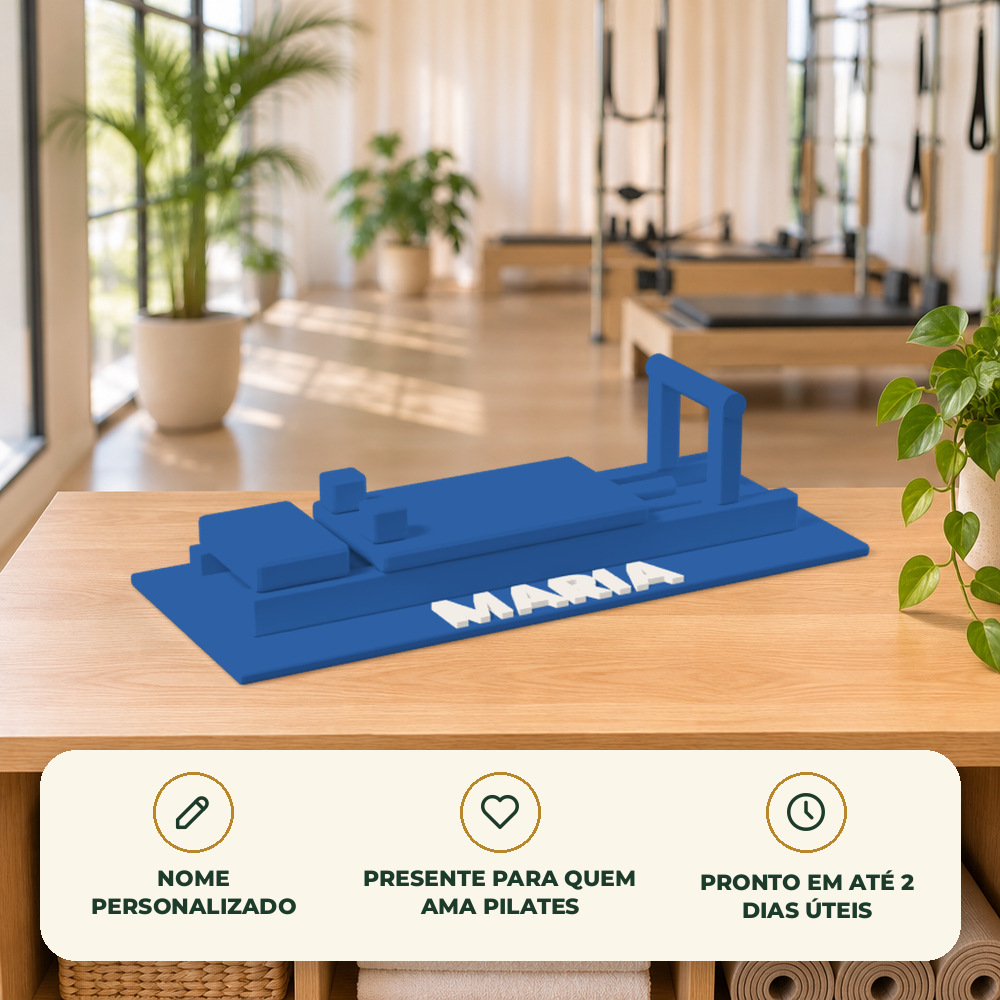 MARIA
NOME
PERSONALIZADO
PRESENTE PARA QUEM
AMA PILATES
PRONTO EM ATÉ 2
DIAS ÚTEIS